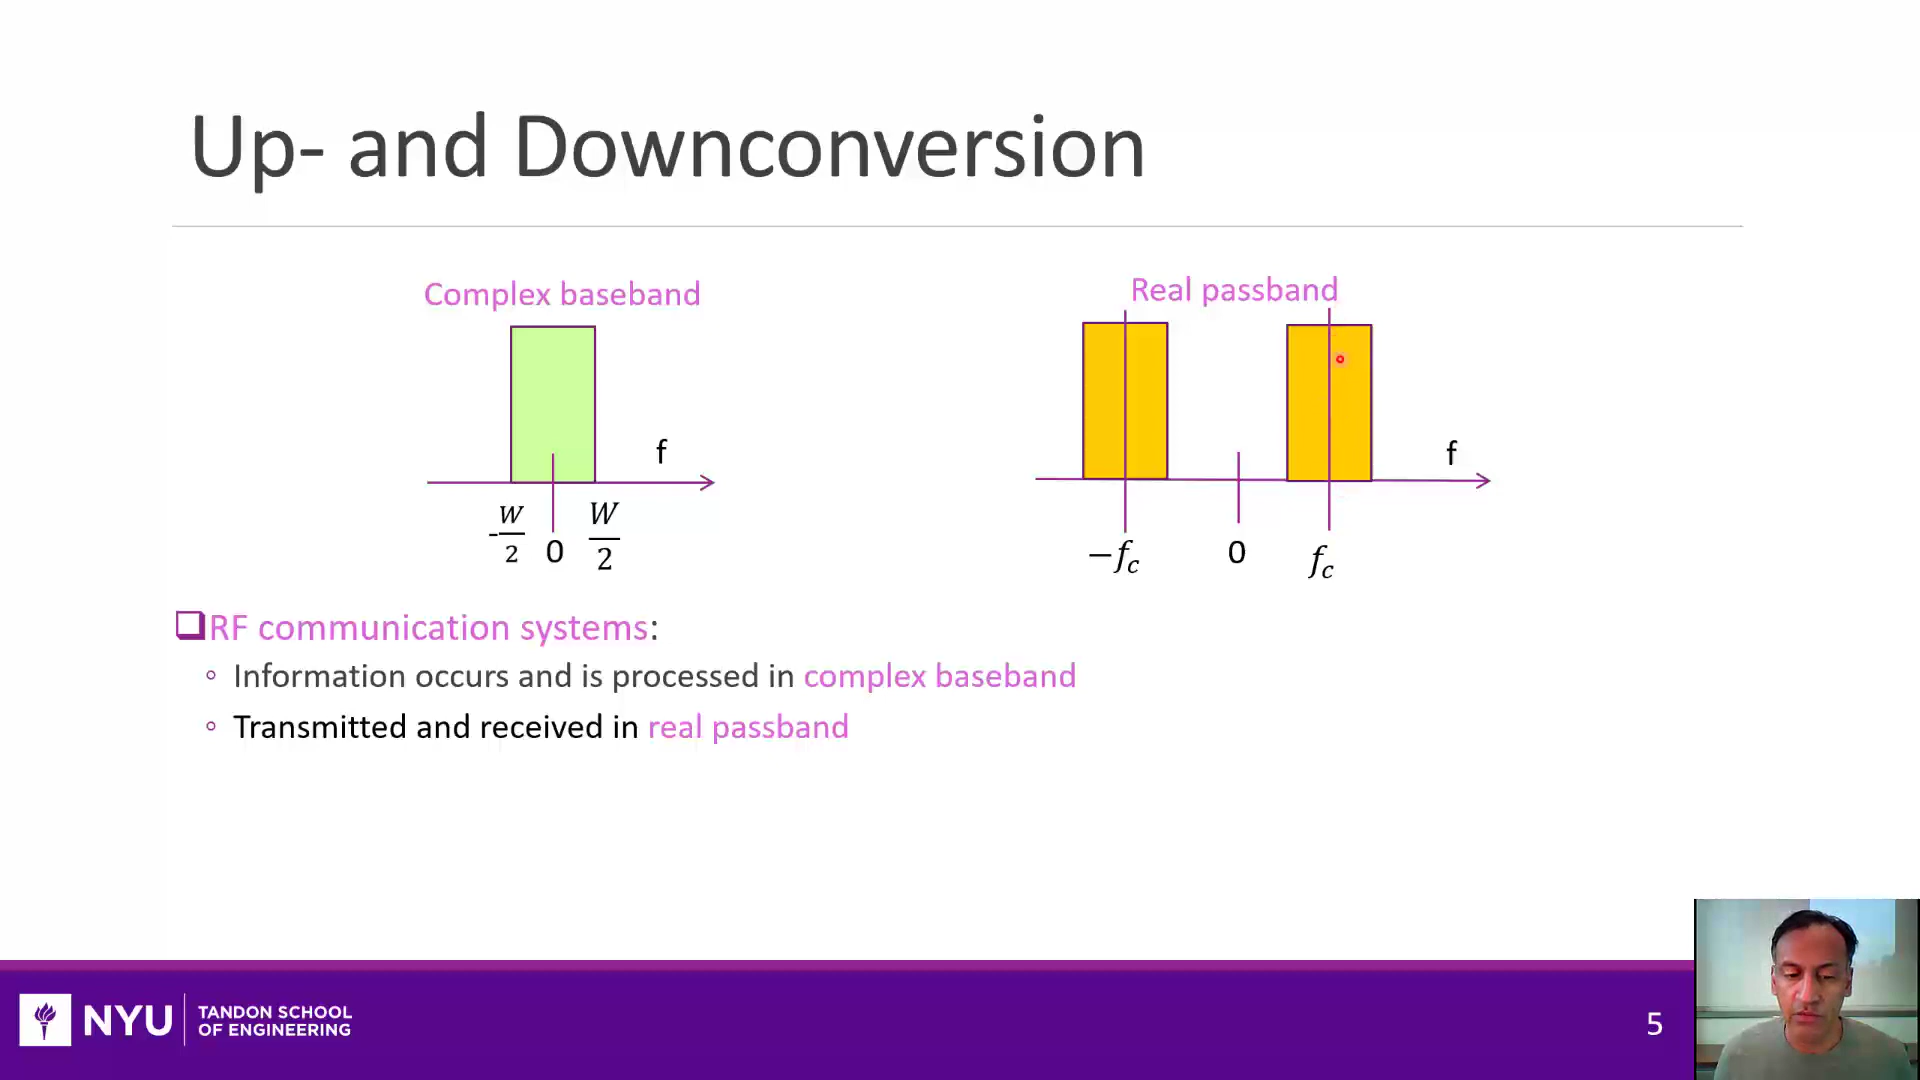 Up- and Downconversion
Complex baseband
Real passband
f
f
-W/2 0 W/2
−f_c 0 f_c
❑RF communication systems:
◦ Information occurs and is processed in complex baseband
◦ Transmitted and received in real passband
NYU
TANDON SCHOOL
OF ENGINEERING
5